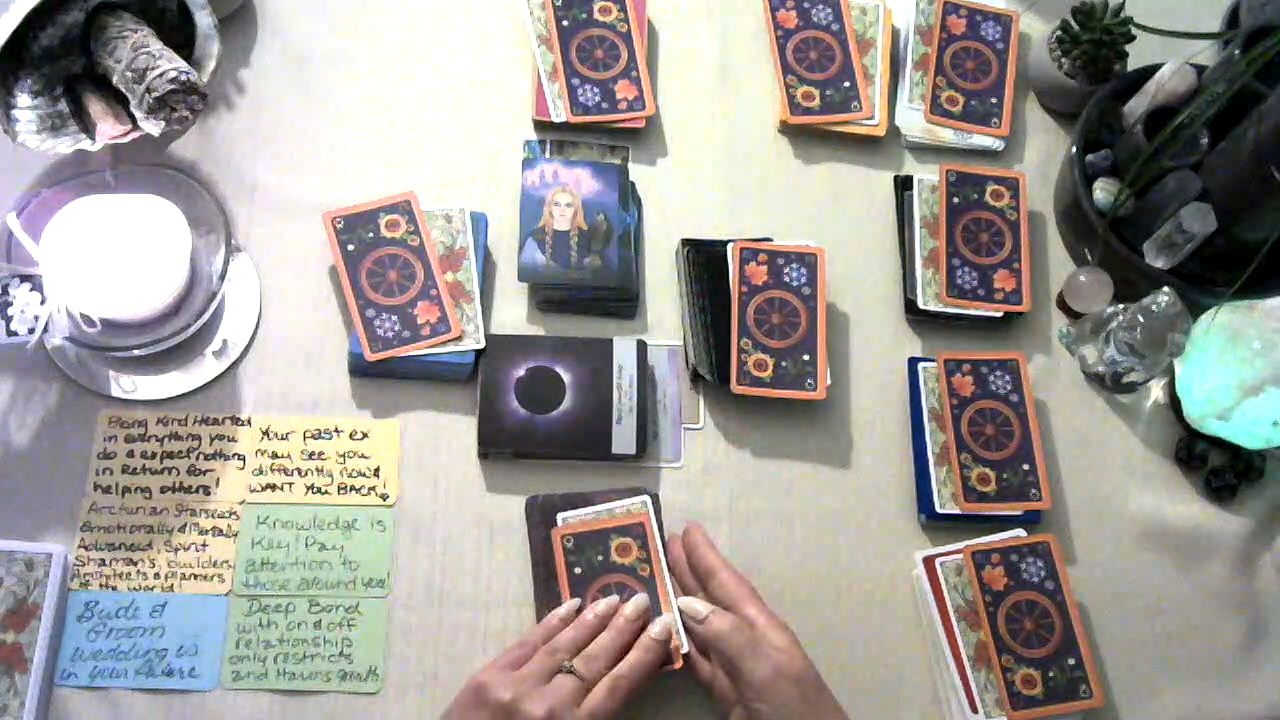 Being Kind Hearted
in everything you
do & expect nothing
in Return for
helping others!
Your past ex
may see you
differently now &
WANT YOU BACK!
Arcturian Starseeds,
Emotionally &
Advanced, Spirit
Shaman's, builders,
Architects & planners
of the world!
Knowledge is
Key! Pay
attention to
those around you!
Bride &
Groom
wedding is
in your future
Deep Bond
with on & off
relationship
only restricts
and Harms growth